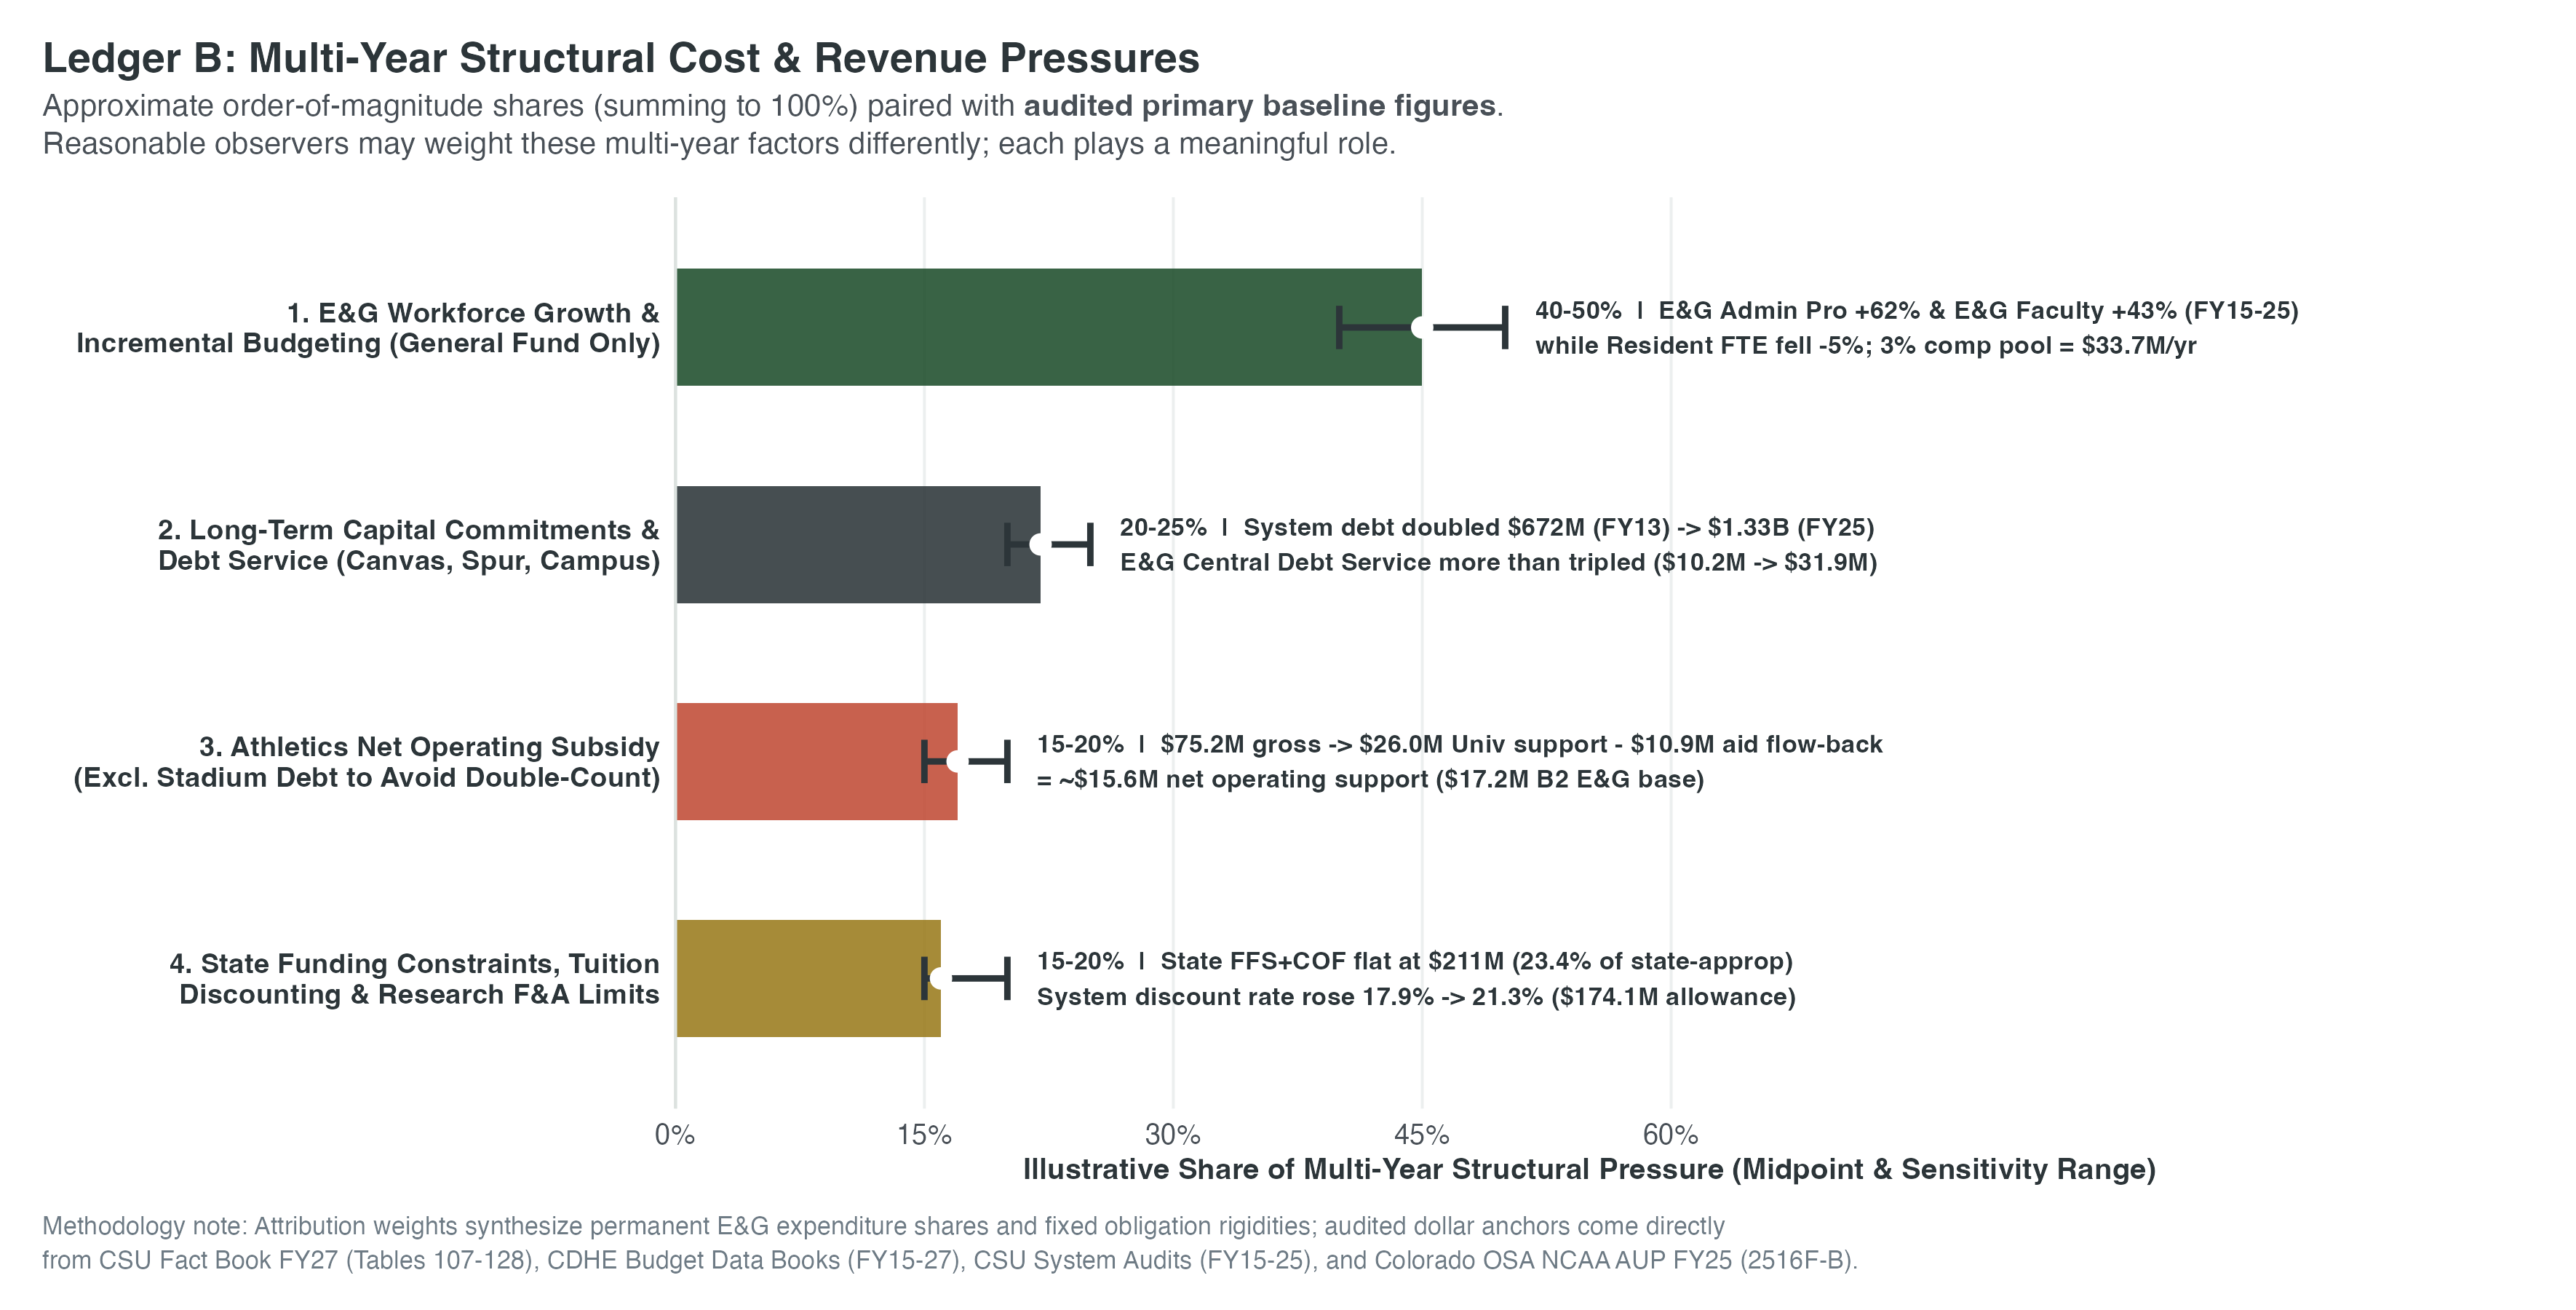 Ledger B: Multi-Year Structural Cost & Revenue Pressures
Approximate order-of-magnitude shares (summing to 100%) paired with audited primary baseline figures.
Reasonable observers may weight these multi-year factors differently; each plays a meaningful role.
1. E&G Workforce Growth &
Incremental Budgeting (General Fund Only)
40-50% | E&G Admin Pro +62% & E&G Faculty +43% (FY15-25)
while Resident FTE fell -5%; 3% comp pool = $33.7M/yr
2. Long-Term Capital Commitments &
Debt Service (Canvas, Spur, Campus)
20-25% | System debt doubled $672M (FY13) -> $1.33B (FY25)
E&G Central Debt Service more than tripled ($10.2M -> $31.9M)
3. Athletics Net Operating Subsidy
(Excl. Stadium Debt to Avoid Double-Count)
15-20% | $75.2M gross -> $26.0M Univ support - $10.9M aid flow-back
= ~$15.6M net operating support ($17.2M B2 E&G base)
4. State Funding Constraints, Tuition
Discounting & Research F&A Limits
15-20% | State FFS+COF flat at $211M (23.4% of state-approp)
System discount rate rose 17.9% -> 21.3% ($174.1M allowance)
0% 15% 30% 45% 60%
Illustrative Share of Multi-Year Structural Pressure (Midpoint & Sensitivity Range)
Methodology note: Attribution weights synthesize permanent E&G expenditure shares and fixed obligation rigidities; audited dollar anchors come directly
from CSU Fact Book FY27 (Tables 107-128), CDHE Budget Data Books (FY15-27), CSU System Audits (FY15-25), and Colorado OSA NCAA AUP FY25 (2516F-B).